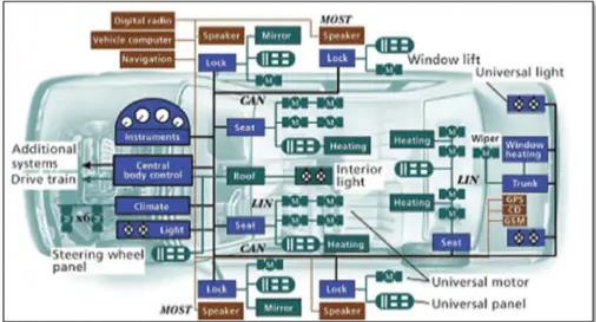 Digital radio
MOST
Vehicle computer
Speaker
Mirror
Speaker
Navigation
Lock
Lock
Window lift
Universal light
M
M
CAN
M
M
Seat
M
M
Instruments
Heating
Heating
M
Wiper
M
M
Window
heating
Additional
systems
Central
body control
Roof
Interior
light
LIN
Trunk
Drive train
GPS
Climate
LIN
M
M
Heating
M
CD
x6
M
M
M
GSM
Light
Seat
Steering wheel
panel
CAN
Heating
Seat
M
M
Universal motor
Lock
Lock
Universal panel
MOST
Speaker
Mirror
Speaker